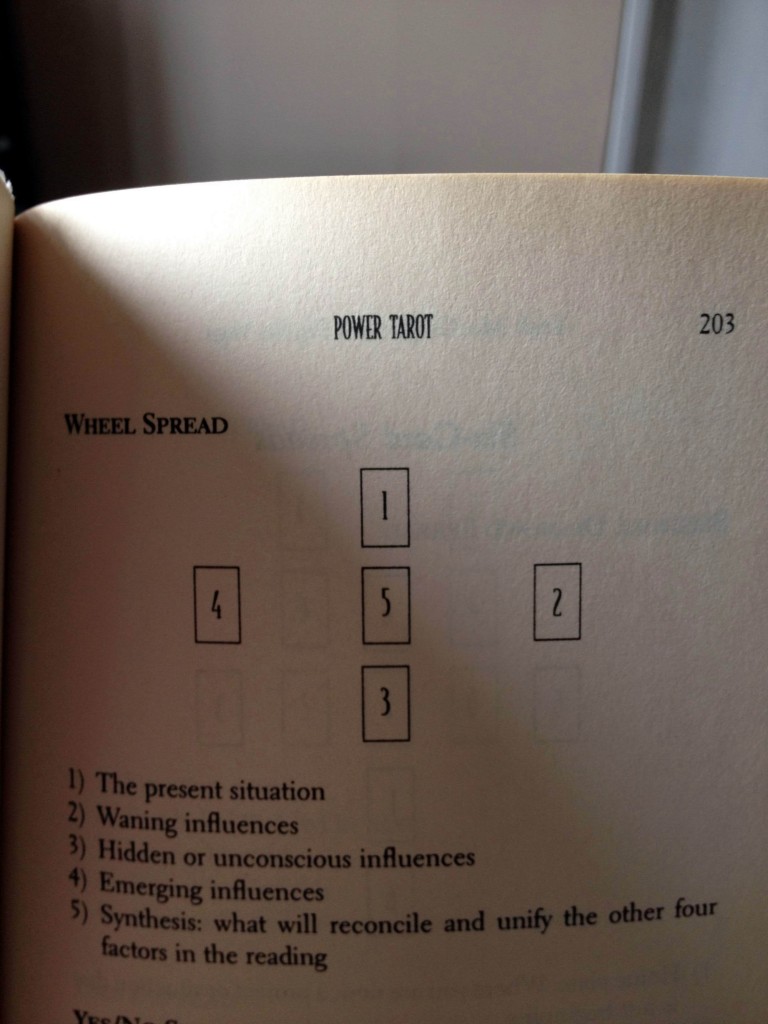 POWER TAROT 203
WHEEL SPREAD
1
4 5 2
3
1) The present situation
2) Waning influences
3) Hidden or unconscious influences
4) Emerging influences
5) Synthesis: what will reconcile and unify the other four
factors in the reading
YES/NO